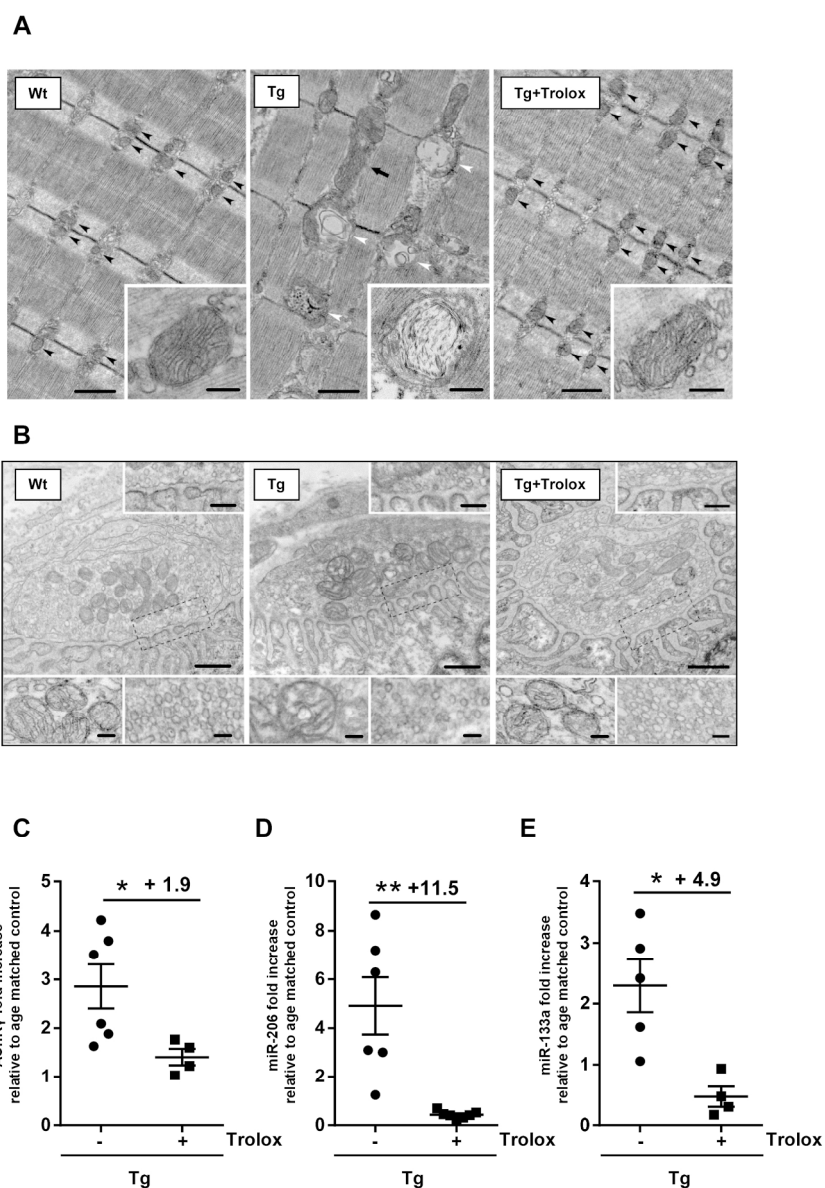 A
Wt
Tg
Tg+Trolox
B
Wt
Tg
Tg+Trolox
C
* + 1.9
5
4
3
2
1
0
fold increase
relative to age matched control
- + Trolox
Tg
D
** +11.5
10
8
6
4
2
0
miR-206 fold increase
relative to age matched control
- + Trolox
Tg
E
* + 4.9
4
3
2
1
0
miR-133a fold increase
relative to age matched control
- + Trolox
Tg